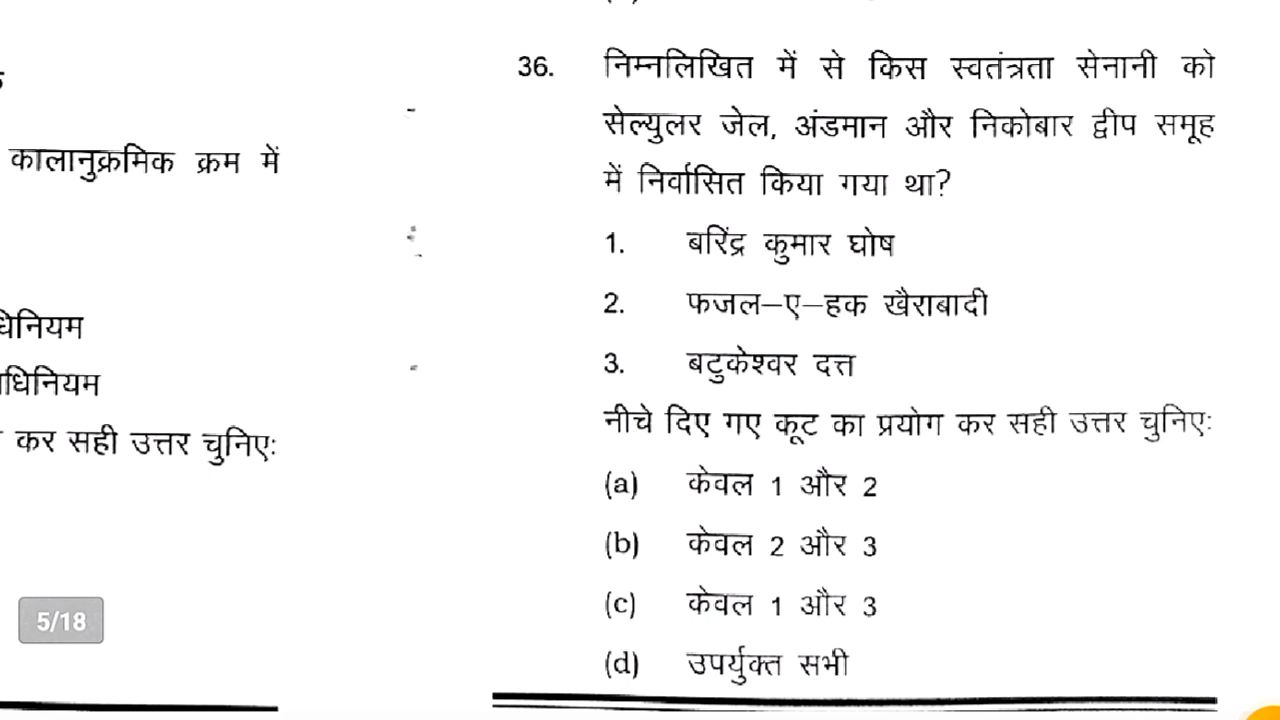 कालानुक्रमिक क्रम में
धिनियम
धिनियम
कर सही उत्तर चुनिए:
5/18
36. निम्नलिखित में से किस स्वतंत्रता सेनानी को
सेल्युलर जेल, अंडमान और निकोबार द्वीप समूह
में निर्वासित किया गया था?
1. बरिंद्र कुमार घोष
2. फजल–ए–हक खैराबादी
3. बटुकेश्वर दत्त
नीचे दिए गए कूट का प्रयोग कर सही उत्तर चुनिए:
(a) केवल 1 और 2
(b) केवल 2 और 3
(c) केवल 1 और 3
(d) उपर्युक्त सभी